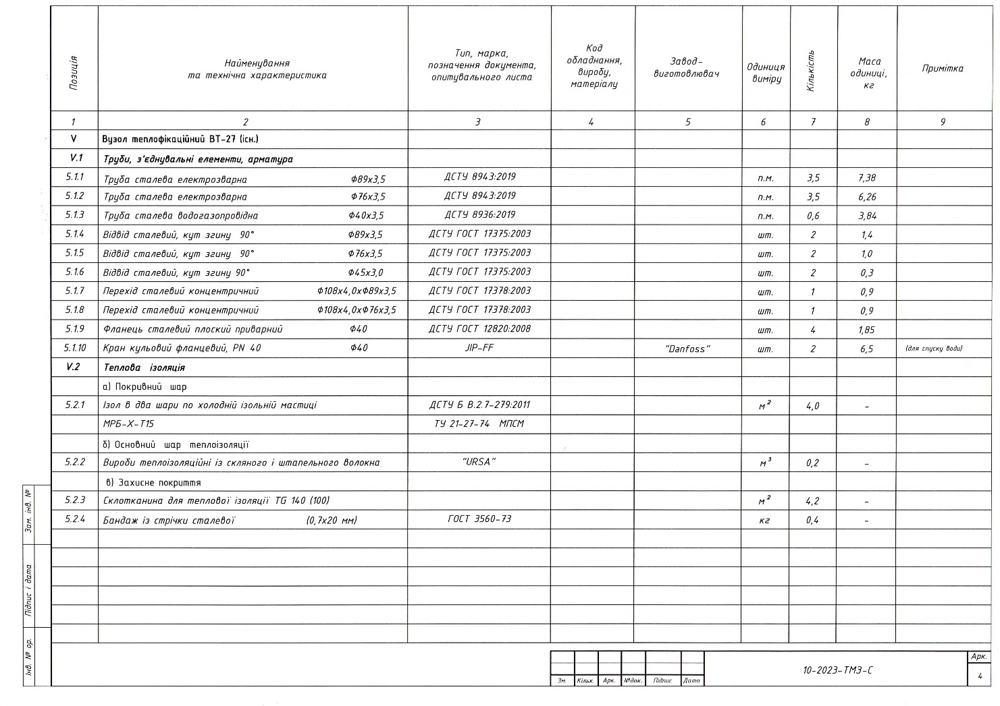 Позиція
Найменування
та технічна характеристика
Тип, марка,
позначення документа,
опитувального листа
Код
обладнання,
виробу,
матеріалу
Завод-
виготовлювач
Одиниця
виміру
Кількість
Маса
одиниці,
кг
Примітка
1 2 3 4 5 6 7 8 9
V Вузол теплофікаційний ВТ-27 (існ.)
V.1 Труби, з'єднувальні елементи, арматура
5.1.1 Труба сталева електрозварна Ф89х3,5 ДСТУ 8943:2019 п.м. 3,5 7,38
5.1.2 Труба сталева електрозварна Ф76х3,5 ДСТУ 8943:2019 п.м. 3,5 6,26
5.1.3 Труба сталева водогазопровідна Ф40х3,5 ДСТУ 8936:2019 п.м. 0,6 3,84
5.1.4 Відвід сталевий, кут згину 90° Ф89х3,5 ДСТУ ГОСТ 17375:2003 шт. 2 1,4
5.1.5 Відвід сталевий, кут згину 90° Ф76х3,5 ДСТУ ГОСТ 17375:2003 шт. 2 1,0
5.1.6 Відвід сталевий, кут згину 90° Ф45х3,0 ДСТУ ГОСТ 17375:2003 шт. 2 0,3
5.1.7 Перехід сталевий концентричний Ф108х4,0хФ89х3,5 ДСТУ ГОСТ 17378:2003 шт. 1 0,9
5.1.8 Перехід сталевий концентричний Ф108х4,0хФ76х3,5 ДСТУ ГОСТ 17378:2003 шт. 1 0,9
5.1.9 Фланець сталевий плоский приварний Ф40 ДСТУ ГОСТ 12820:2008 шт. 4 1,85
5.1.10 Кран кульовий фланцевий, PN 40 Ф40 JIP-FF "Danfoss" шт. 2 6,5 (для спуску води)
V.2 Теплова ізоляція
а) Покривний шар
5.2.1 Ізол в два шари по холодній ізольній мастиці ДСТУ Б В.2.7-279:2011 м² 4,0 -
МРБ-Х-Т15 ТУ 21-27-74 МПСМ
б) Основний шар теплоізоляції
5.2.2 Вироби теплоізоляційні із скляного і штапельного волокна "URSA" м³ 0,2 -
в) Захисне покриття
5.2.3 Склотканина для теплової ізоляції TG 140 (100) м² 4,2 -
5.2.4 Бандаж із стрічки сталевої (0,7х20 мм) ГОСТ 3560-73 кг 0,4 -
Зам. інв. №
Підпис і дата
Інв. № ор.
Зм. Кільк. Арк. №док. Підпис Дата
10-2023-ТМ3-С
Арк.
4